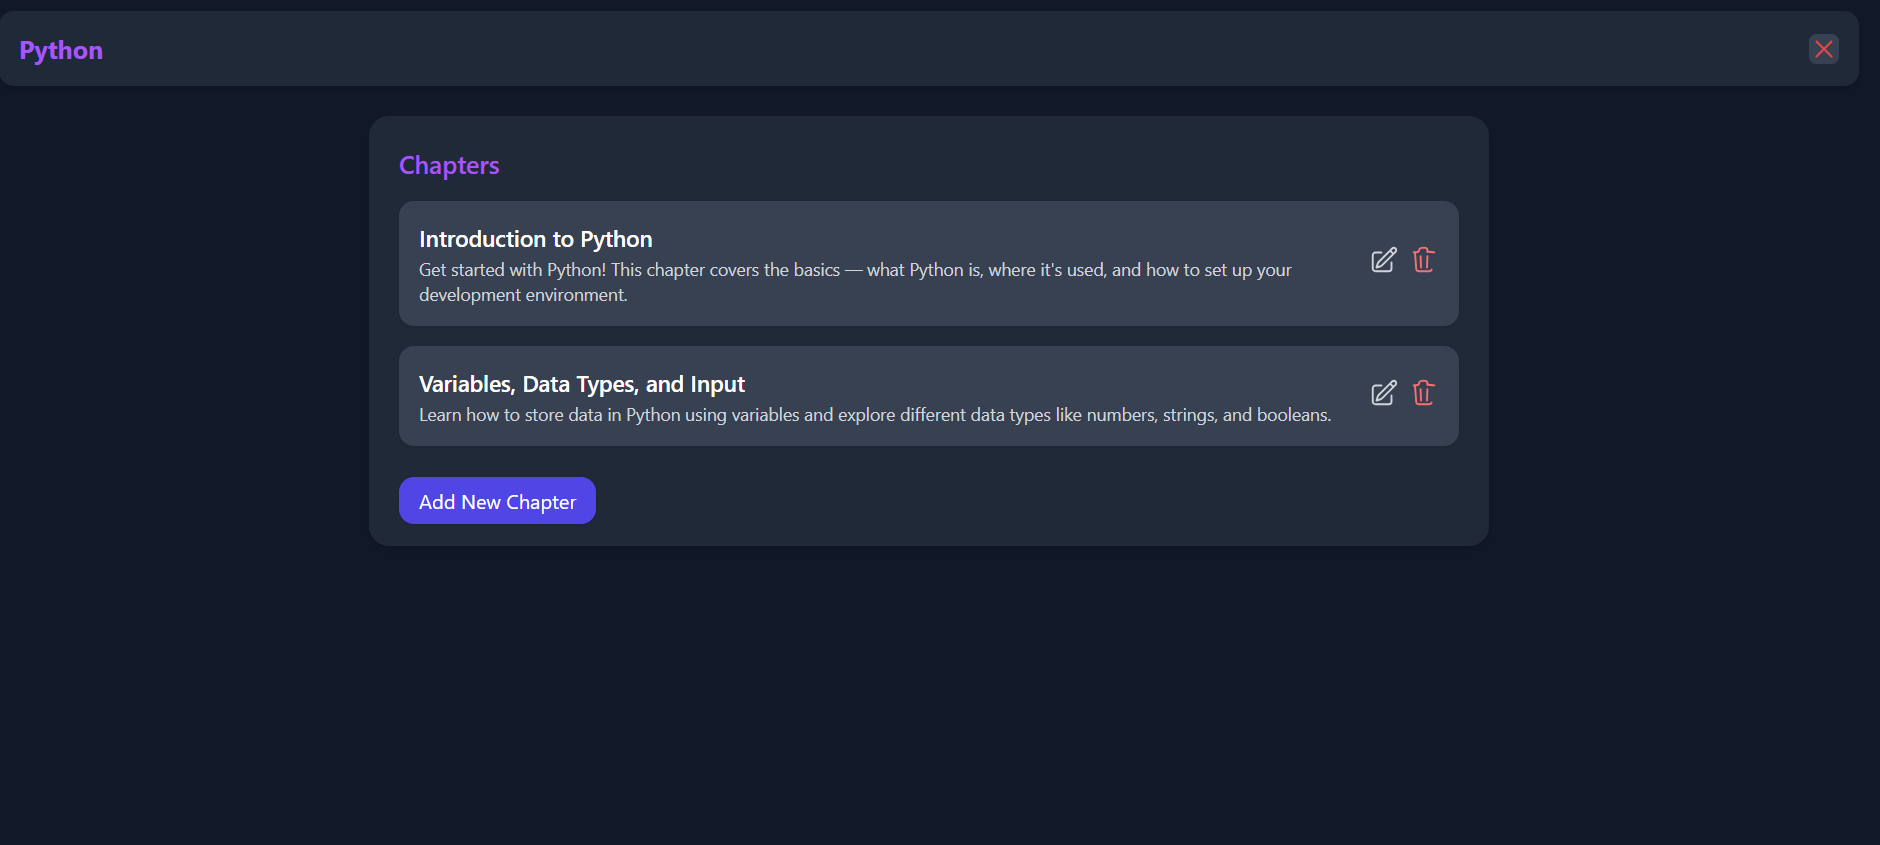 Python
Chapters
Introduction to Python
Get started with Python! This chapter covers the basics — what Python is, where it's used, and how to set up your
development environment.
Variables, Data Types, and Input
Learn how to store data in Python using variables and explore different data types like numbers, strings, and booleans.
Add New Chapter